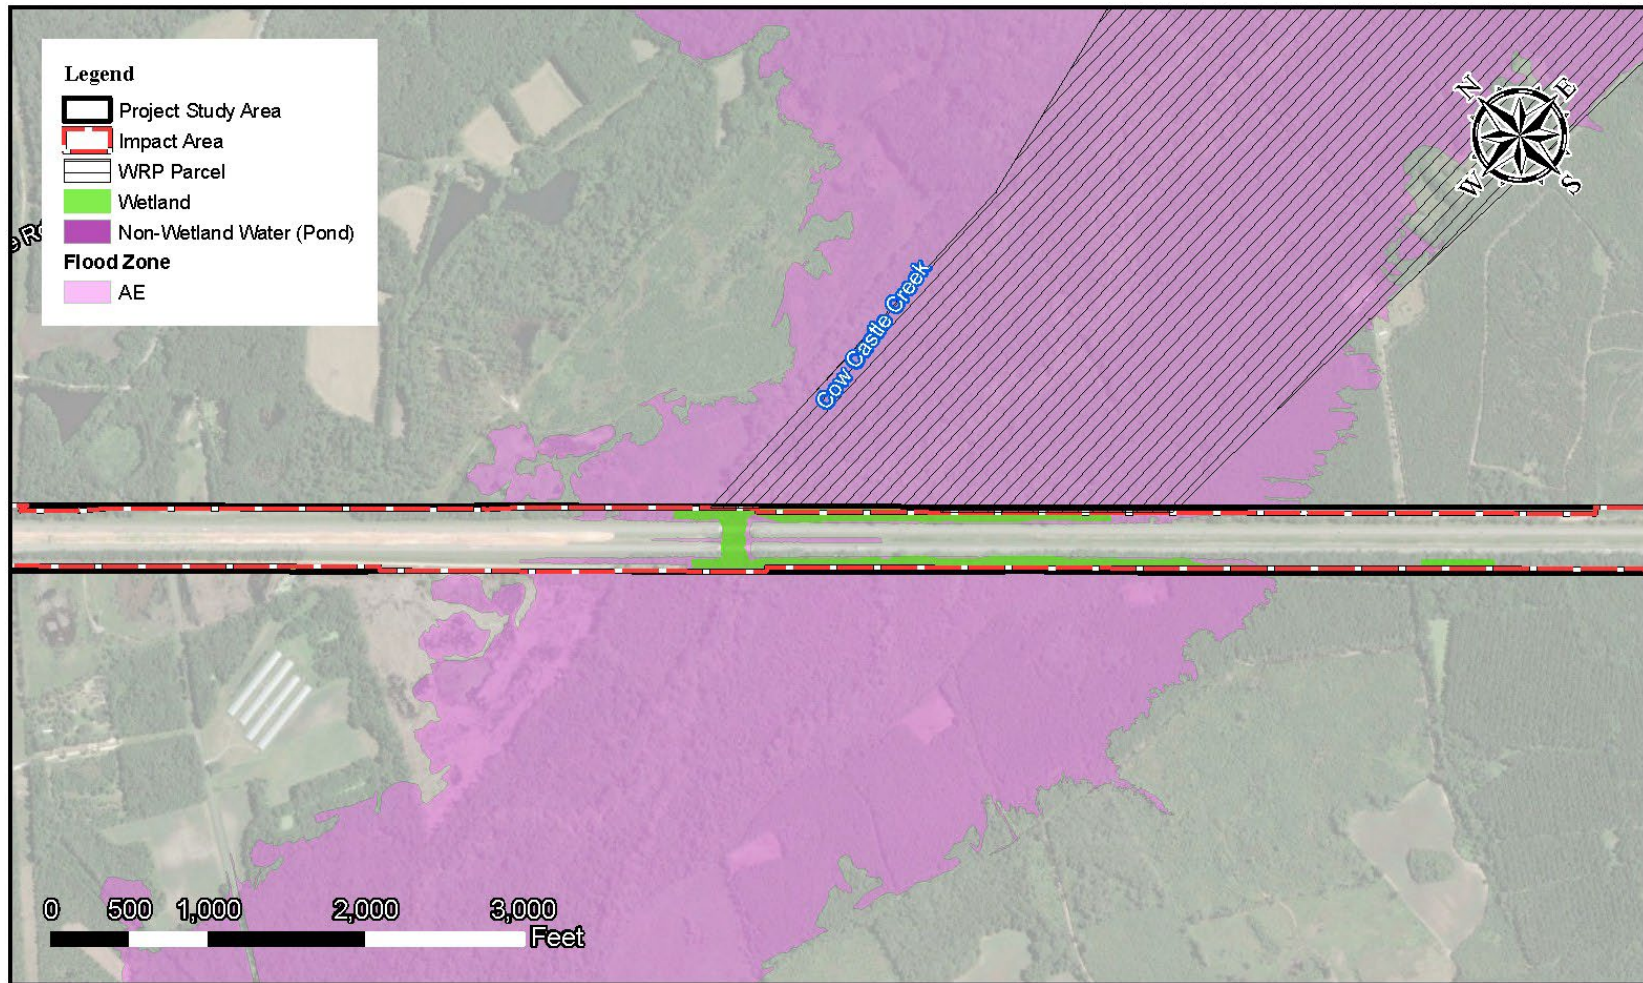 Legend
Project Study Area
Impact Area
WRP Parcel
Wetland
Non-Wetland Water (Pond)
Flood Zone
AE
N
E
W
S
Cow Castle Creek
0 500 1,000 2,000 3,000
Feet